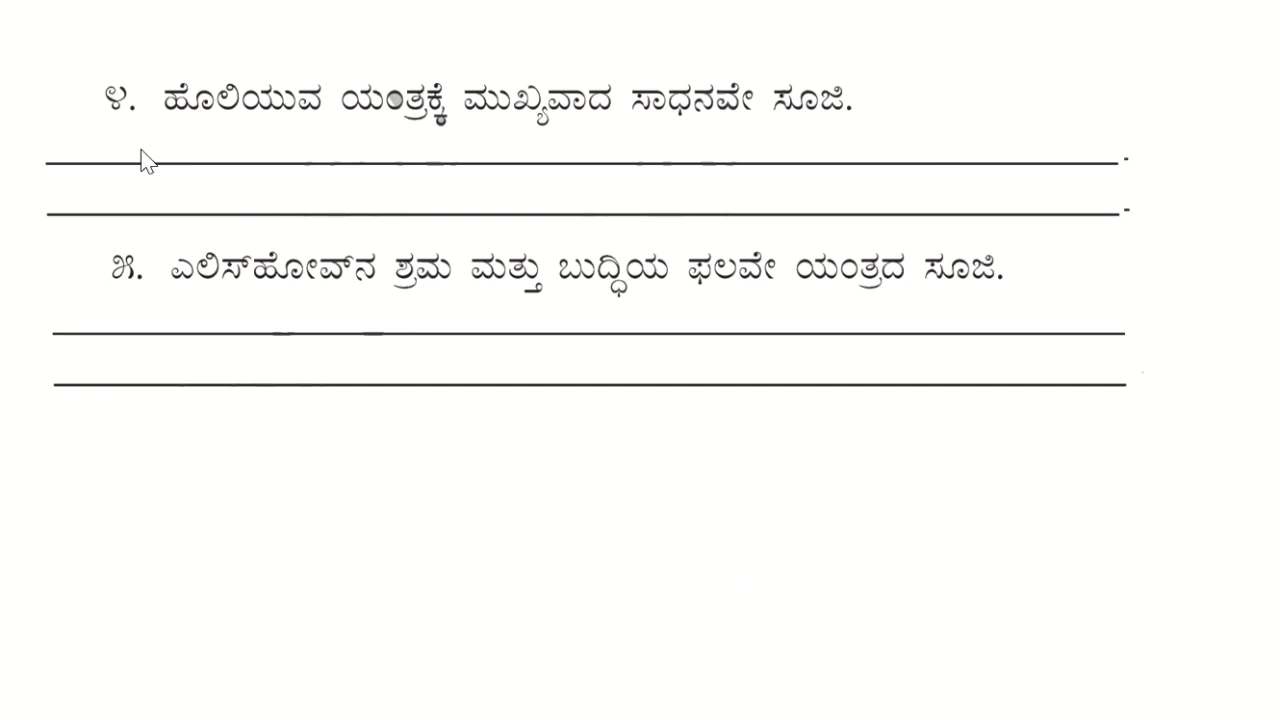 ೪. ಹೊಲಿಯುವ ಯಂತ್ರಕ್ಕೆ ಮುಖ್ಯವಾದ ಸಾಧನವೇ ಸೂಜಿ.
೫. ಎಲಿಸ್‌ಹೋವ್‌ನ ಶ್ರಮ ಮತ್ತು ಬುದ್ಧಿಯ ಫಲವೇ ಯಂತ್ರದ ಸೂಜಿ.